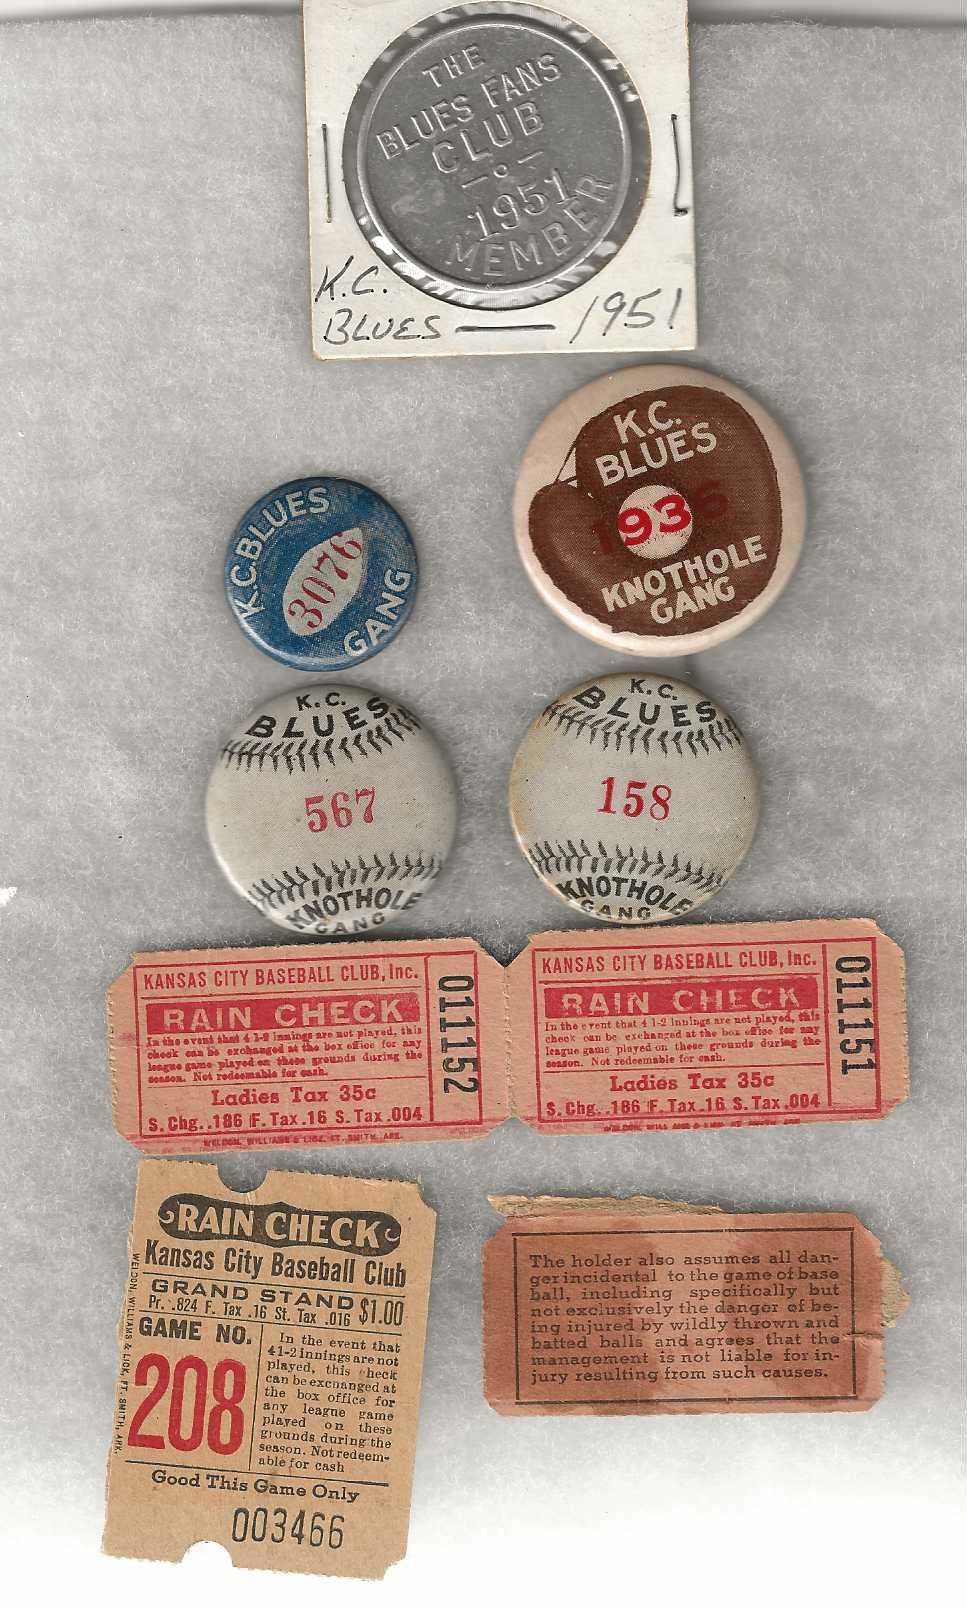 THE
BLUES FANS
CLUB
1951
MEMBER
K.C.
BLUES — 1951
K.C.
BLUES
1936
KNOTHOLE
GANG
K.C.BLUES
3076
GANG
K.C.
BLUES
567
KNOTHOLE
GANG
K.C.
BLUES
158
KNOTHOLE
GANG
KANSAS CITY BASEBALL CLUB, Inc.
RAIN CHECK
In the event that 4 1-2 innings are not played, this
check can be exchanged at the box office for any
league game played on these grounds during the
season. Not redeemable for cash.
Ladies Tax 35c
S. Chg. .186 F. Tax .16 S. Tax .004
011152
WELDON, WILLIAMS & LICK, FT. SMITH, ARK.
KANSAS CITY BASEBALL CLUB, Inc.
RAIN CHECK
In the event that 4 1-2 innings are not played, this
check can be exchanged at the box office for any
league game played on these grounds during the
season. Not redeemable for cash.
Ladies Tax 35c
S. Chg. .186 F. Tax .16 S. Tax .004
011151
RAIN CHECK
Kansas City Baseball Club
GRAND STAND
Pr. .824 F. Tax .16 St. Tax .016 $1.00
GAME NO.
208
In the event that
4 1-2 innings are not
played, this check
can be exchanged at
the box office for
any league game
played on these
grounds during the
season. Not redeem-
able for cash
Good This Game Only
003466
WELDON, WILLIAMS & LICK, FT. SMITH, ARK.
The holder also assumes all dan-
ger incidental to the game of base
ball, including specifically but
not exclusively the danger of be-
ing injured by wildly thrown and
batted balls and agrees that the
management is not liable for in-
jury resulting from such causes.